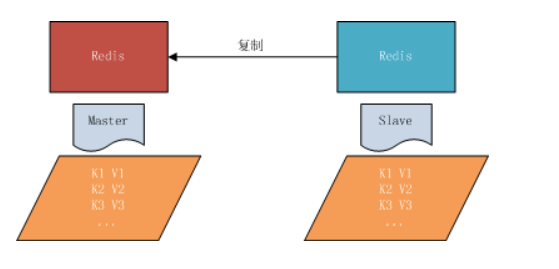 Redis
复制
Redis
Master
Slave
K1 V1
K2 V2
K3 V3
...
K1 V1
K2 V2
K3 V3
...